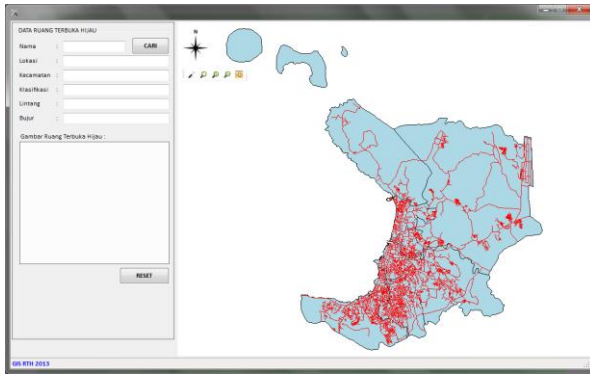 DATA RUANG TERBUKA HIJAU
Nama :
CARI
Lokasi :
Kecamatan :
Klasifikasi :
Lintang :
Bujur :
Gambar Ruang Terbuka Hijau :
RESET
N
GIS RTH 2013